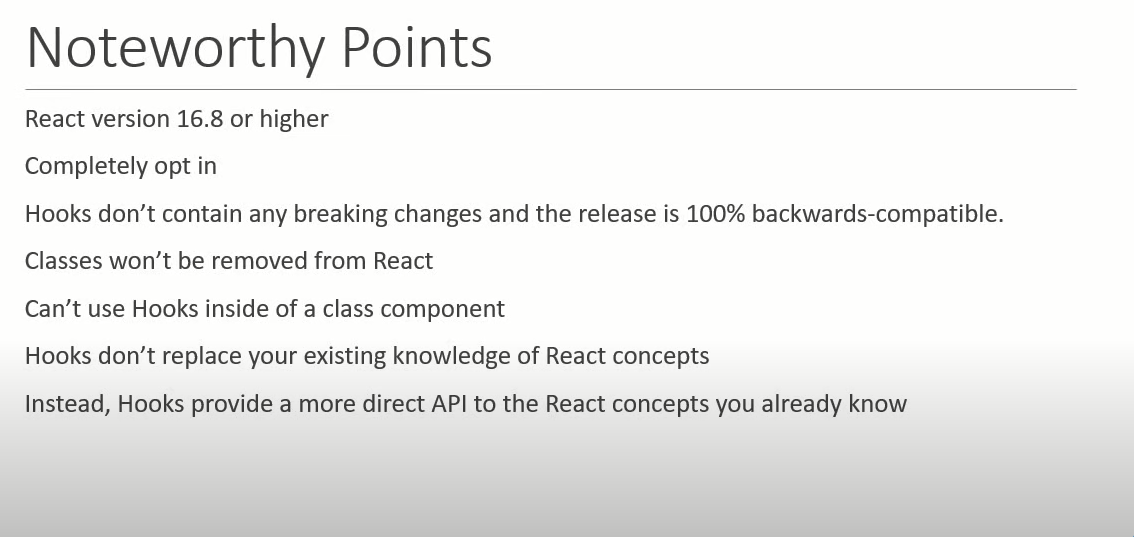 Noteworthy Points
React version 16.8 or higher
Completely opt in
Hooks don’t contain any breaking changes and the release is 100% backwards-compatible.
Classes won’t be removed from React
Can’t use Hooks inside of a class component
Hooks don’t replace your existing knowledge of React concepts
Instead, Hooks provide a more direct API to the React concepts you already know